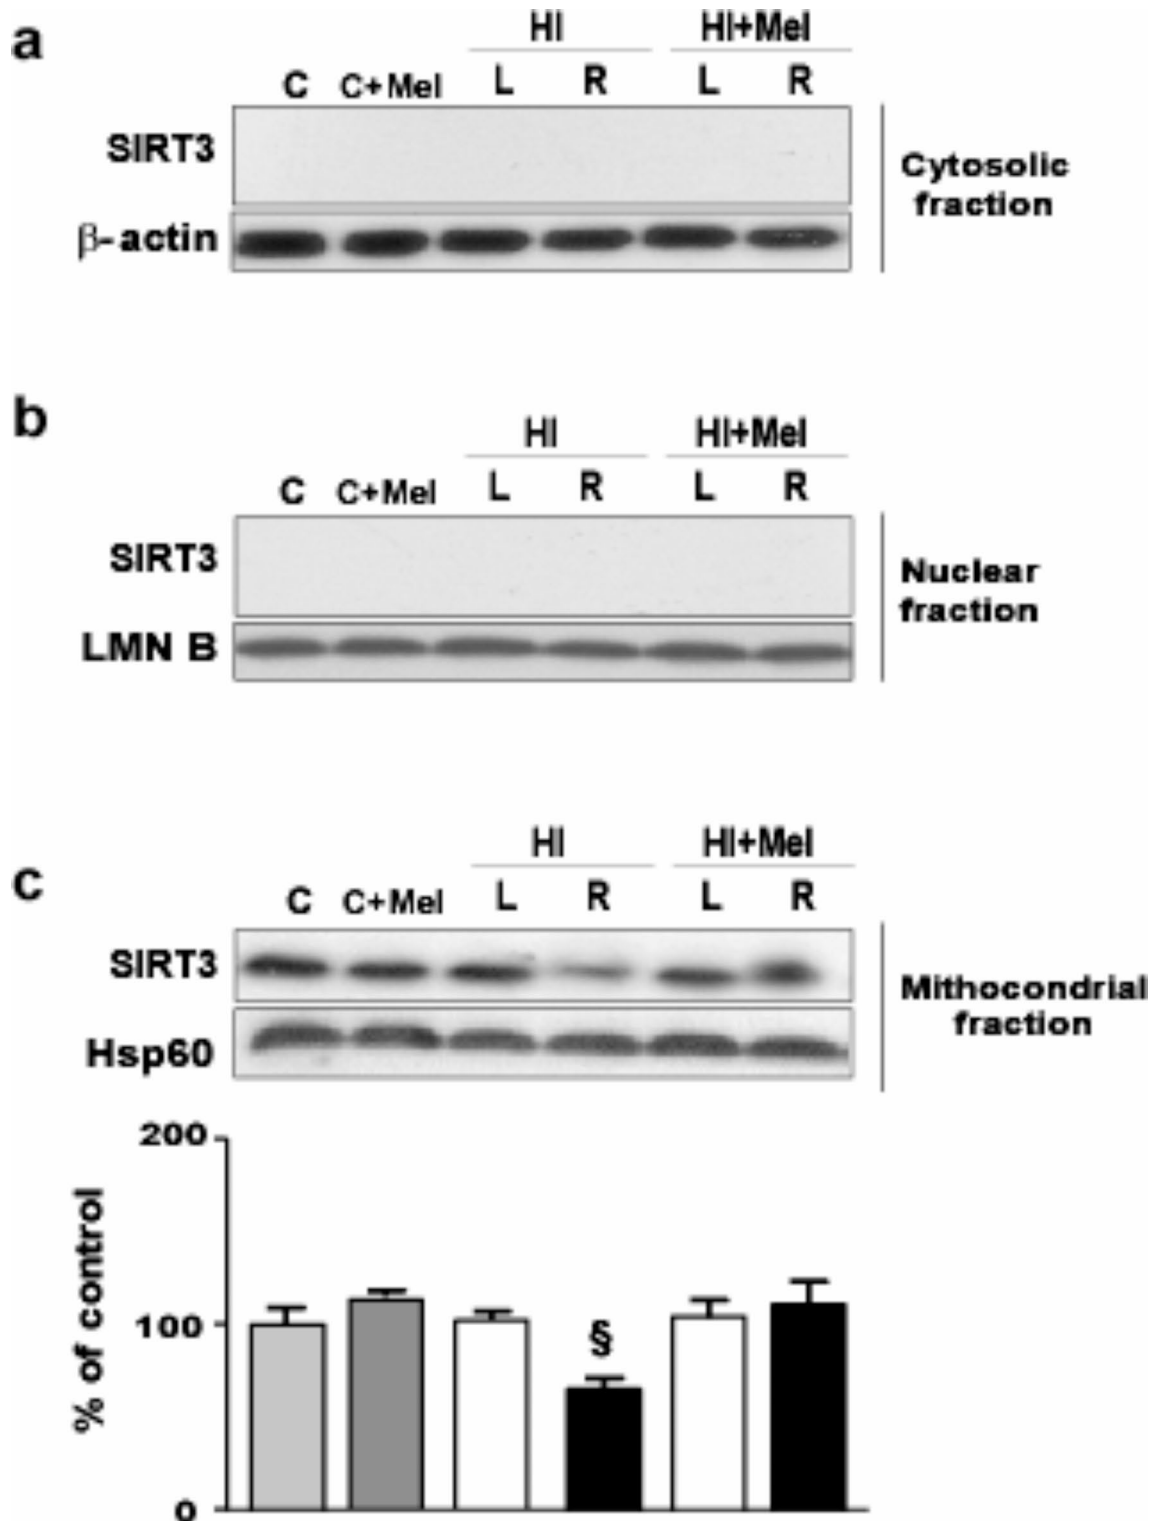 a
HI HI+Mel
C C+Mel L R L R
SIRT3
β-actin
Cytosolic
fraction
b
HI HI+Mel
C C+Mel L R L R
SIRT3
LMN B
Nuclear
fraction
c
HI HI+Mel
C C+Mel L R L R
SIRT3
Hsp60
Mithocondrial
fraction
200
100
0
% of control
§